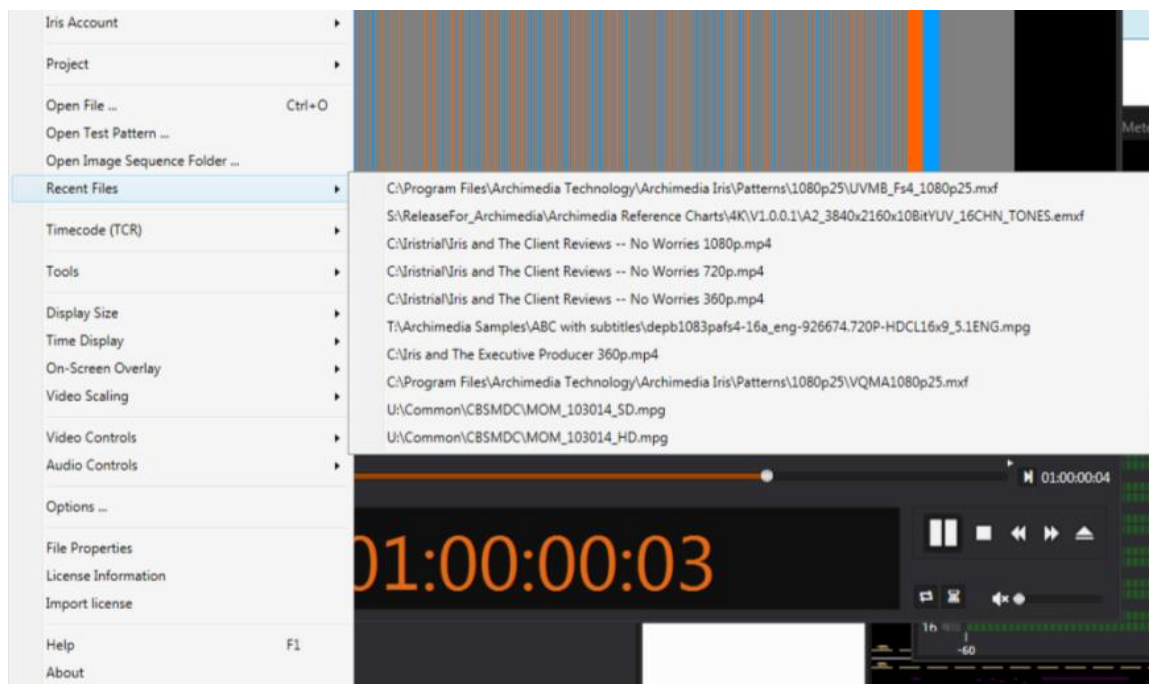 Iris Account
Project
Open File ... Ctrl+O
Open Test Pattern ...
Open Image Sequence Folder ...
Recent Files
Timecode (TCR)
Tools
Display Size
Time Display
On-Screen Overlay
Video Scaling
Video Controls
Audio Controls
Options ...
File Properties
License Information
Import license
Help F1
About
C:\Program Files\Archimedia Technology\Archimedia Iris\Patterns\1080p25\UVMB_Fs4_1080p25.mxf
S:\ReleaseFor_Archimedia\Archimedia Reference Charts\4K\V1.0.0.1\A2_3840x2160x10BitYUV_16CHN_TONES.emxf
C:\Iristrial\Iris and The Client Reviews -- No Worries 1080p.mp4
C:\Iristrial\Iris and The Client Reviews -- No Worries 720p.mp4
C:\Iristrial\Iris and The Client Reviews -- No Worries 360p.mp4
T:\Archimedia Samples\ABC with subtitles\depb1083pafs4-16a_eng-926674.720P-HDCL16x9_5.1ENG.mpg
C:\Iris and The Executive Producer 360p.mp4
C:\Program Files\Archimedia Technology\Archimedia Iris\Patterns\1080p25\VQMA1080p25.mxf
U:\Common\CBSMDC\MOM_103014_SD.mpg
U:\Common\CBSMDC\MOM_103014_HD.mpg
Mete
01:00:00:04
01:00:00:03
16
-60